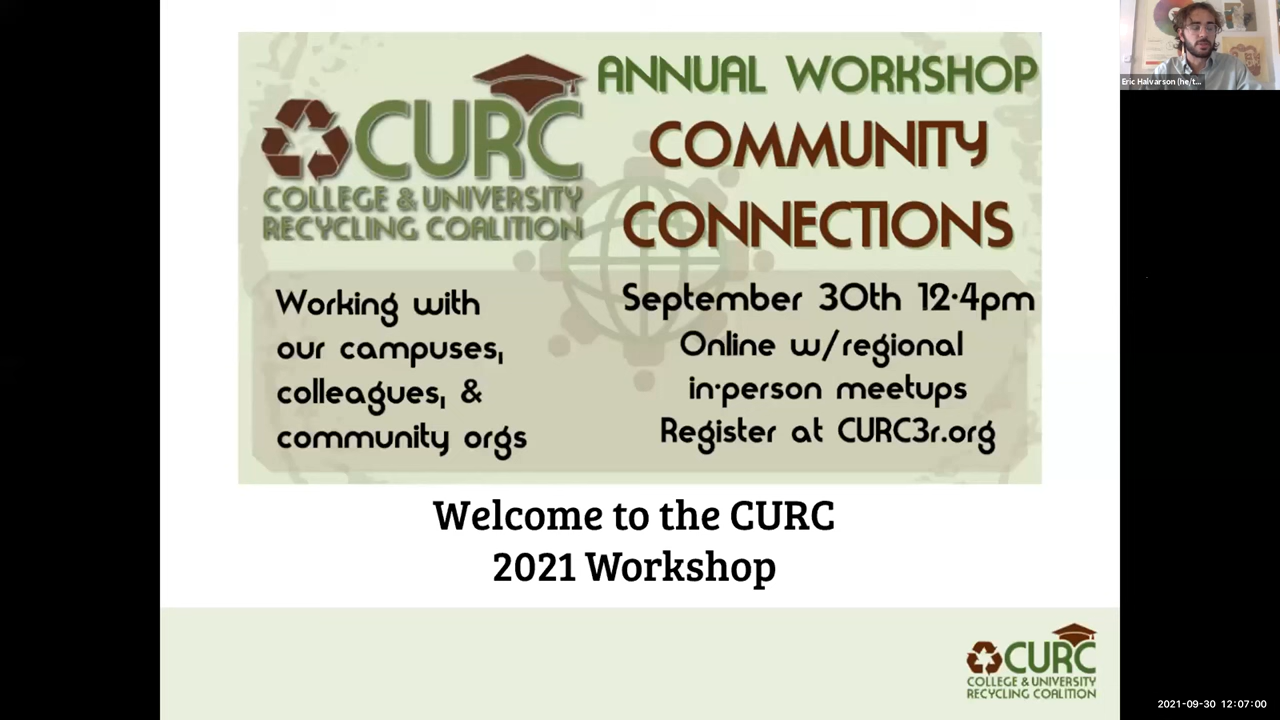 ANNUAL WORKSHOP
CURC
COLLEGE & UNIVERSITY
RECYCLING COALITION
COMMUNITY
CONNECTIONS
Working with
our campuses,
colleagues, &
community orgs
September 30th 12-4pm
Online w/regional
in-person meetups
Register at CURC3r.org
Welcome to the CURC
2021 Workshop
CURC
COLLEGE & UNIVERSITY
RECYCLING COALITION
Eric Halvarson (he/t...
2021-09-30 12:07:00